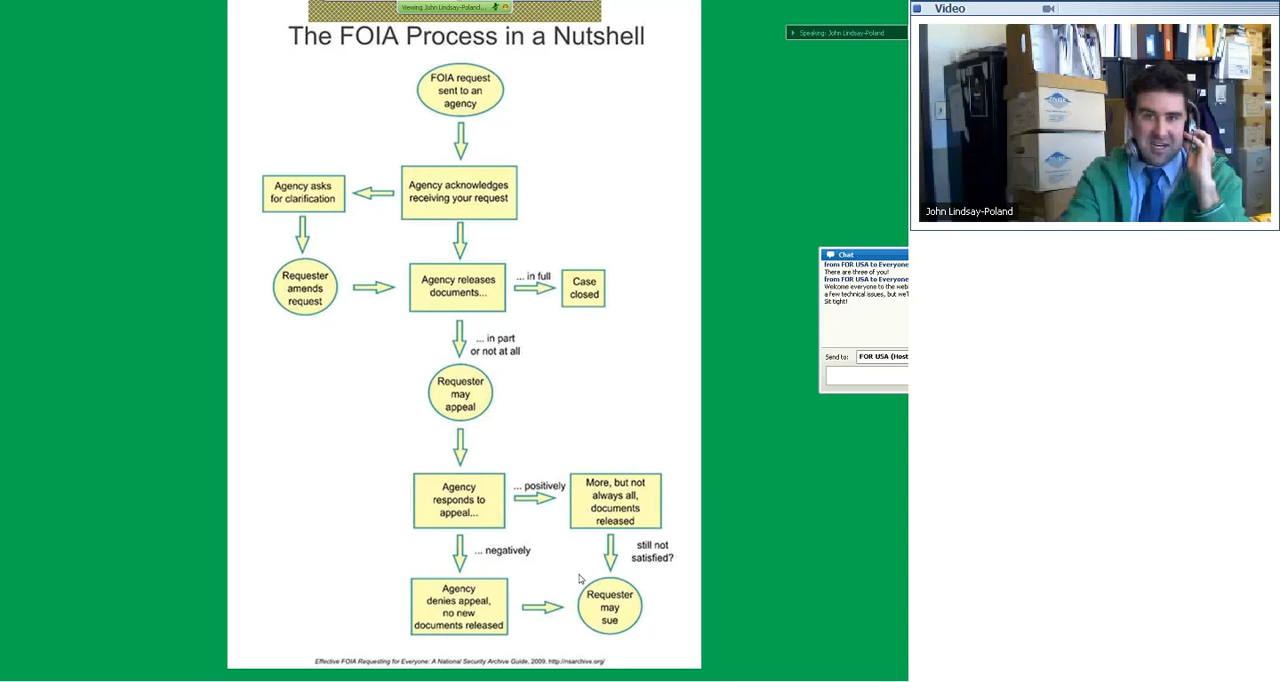 Viewing John Lindsay-Poland...
The FOIA Process in a Nutshell
FOIA request
sent to an
agency
Agency acknowledges
receiving your request
Agency asks
for clarification
Requester
amends
request
Agency releases
documents...
... in full
Case
closed
... in part
or not at all
Requester
may
appeal
Agency
responds to
appeal...
... positively
More, but not
always all,
documents
released
... negatively
still not
satisfied?
Agency
denies appeal,
no new
documents released
Requester
may
sue
Effective FOIA Requesting for Everyone: A National Security Archive Guide, 2009. http://nsarchive.org/
Speaking: John Lindsay-Poland
Video
John Lindsay-Poland
Chat
from FOR USA to Everyone
There are three of you!
from FOR USA to Everyone
Welcome everyone to the web
a few technical issues, but we'l
Sit tight!
Send to:
FOR USA (Host